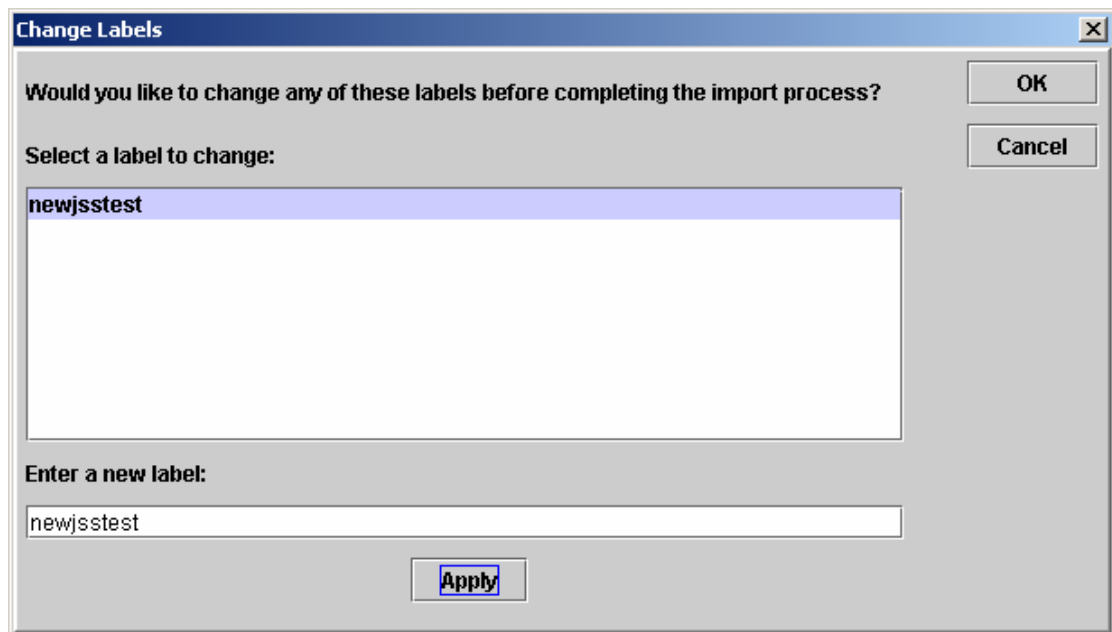 Change Labels
Would you like to change any of these labels before completing the import process?
OK
Cancel
Select a label to change:
newjsstest
Enter a new label:
newjsstest
Apply